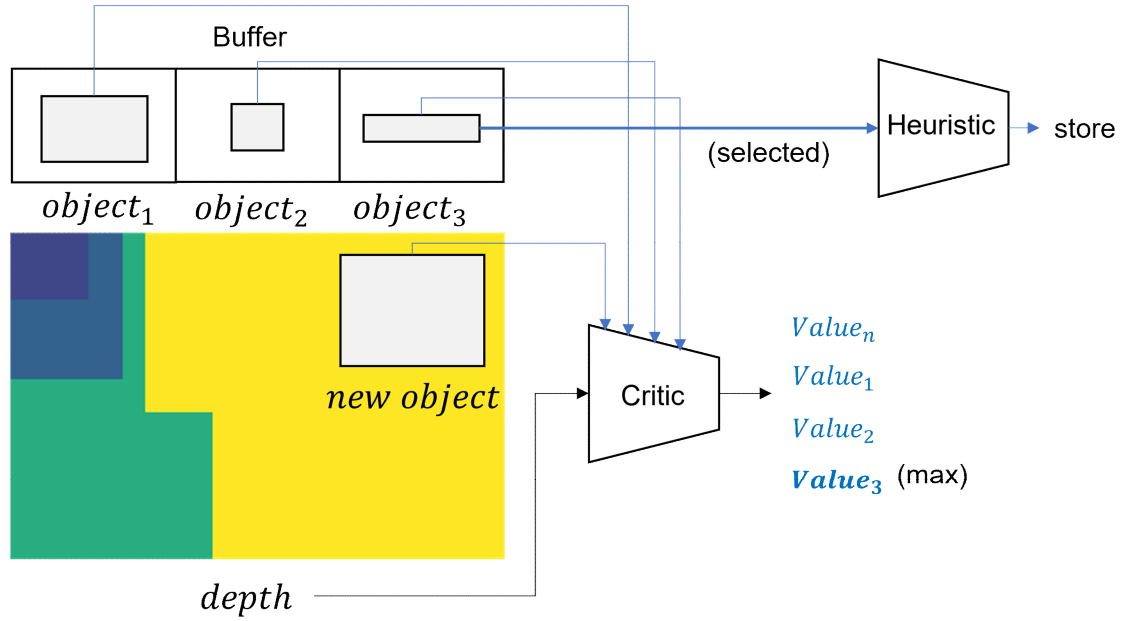 Buffer
Heuristic
store
(selected)
object₁
object₂
object₃
new object
Critic
Valueₙ
Value₁
Value₂
Value₃ (max)
depth